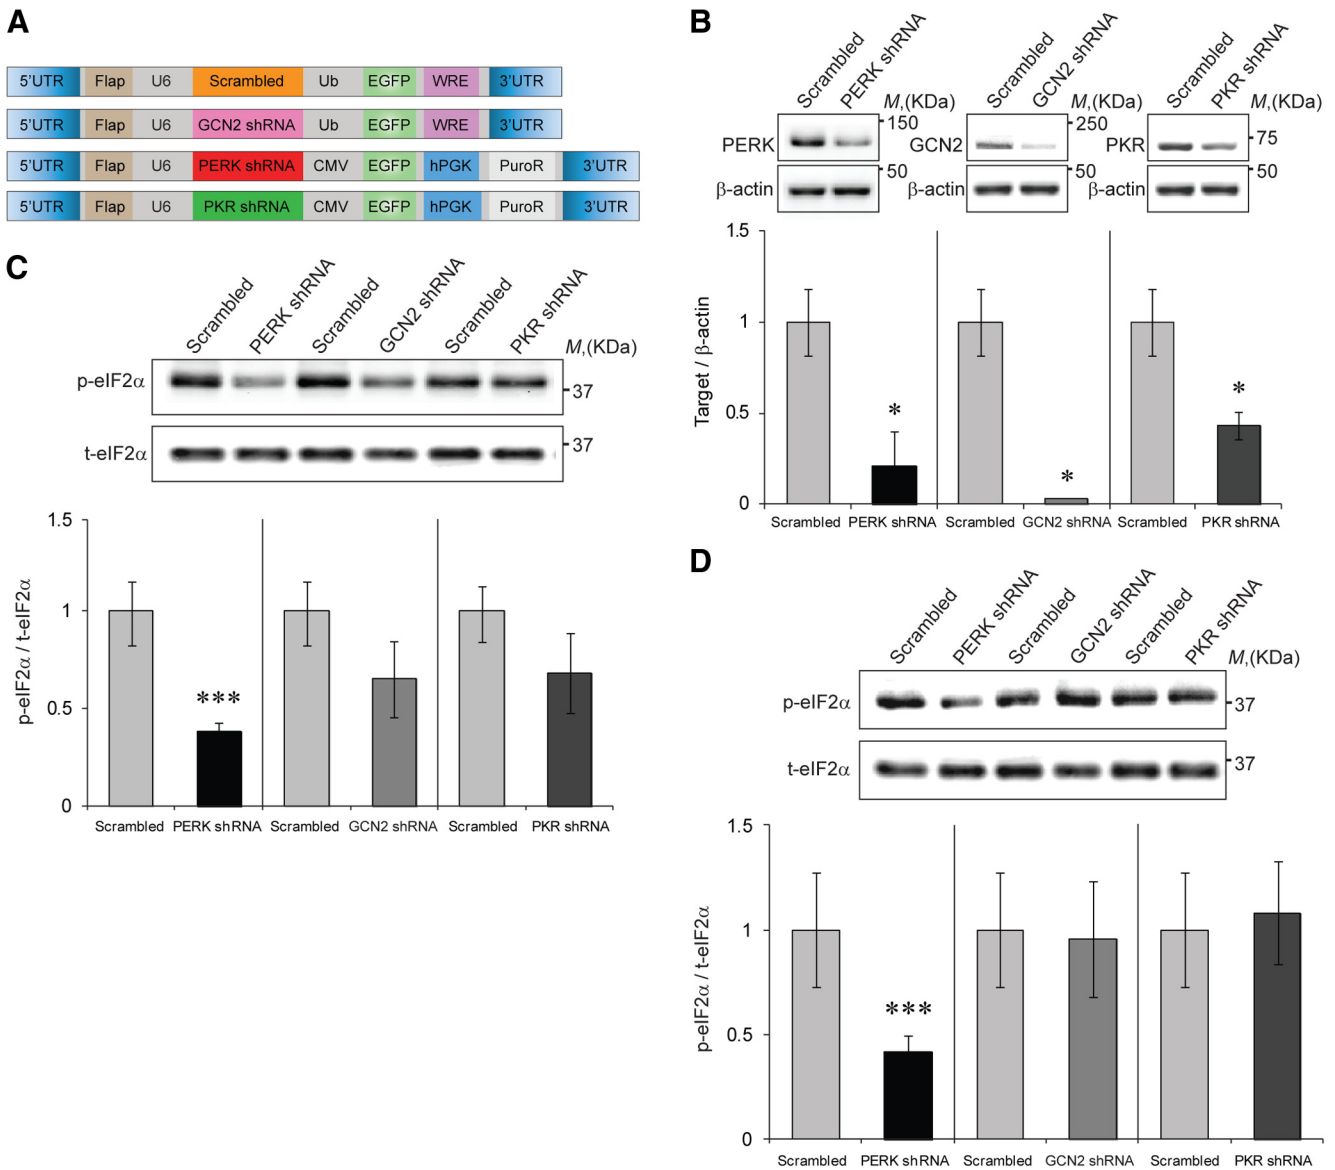 A
5'UTR Flap U6 Scrambled Ub EGFP WRE 3'UTR
5'UTR Flap U6 GCN2 shRNA Ub EGFP WRE 3'UTR
5'UTR Flap U6 PERK shRNA CMV EGFP hPGK PuroR 3'UTR
5'UTR Flap U6 PKR shRNA CMV EGFP hPGK PuroR 3'UTR
B
Scrambled PERK shRNA Mr(KDa) Scrambled GCN2 shRNA Mr(KDa) Scrambled PKR shRNA Mr(KDa)
PERK 150 GCN2 250 PKR 75
β-actin 50 β-actin 50 β-actin 50
Target / β-actin
1.5
1
0.5
0
* * *
Scrambled PERK shRNA Scrambled GCN2 shRNA Scrambled PKR shRNA
C
Scrambled PERK shRNA Scrambled GCN2 shRNA Scrambled PKR shRNA Mr(KDa)
p-eIF2α 37
t-eIF2α 37
p-eIF2α / t-eIF2α
1.5
1
0.5
0
***
Scrambled PERK shRNA Scrambled GCN2 shRNA Scrambled PKR shRNA
D
Scrambled PERK shRNA Scrambled GCN2 shRNA Scrambled PKR shRNA Mr(KDa)
p-eIF2α 37
t-eIF2α 37
p-eIF2α / t-eIF2α
1.5
1
0.5
0
***
Scrambled PERK shRNA Scrambled GCN2 shRNA Scrambled PKR shRNA